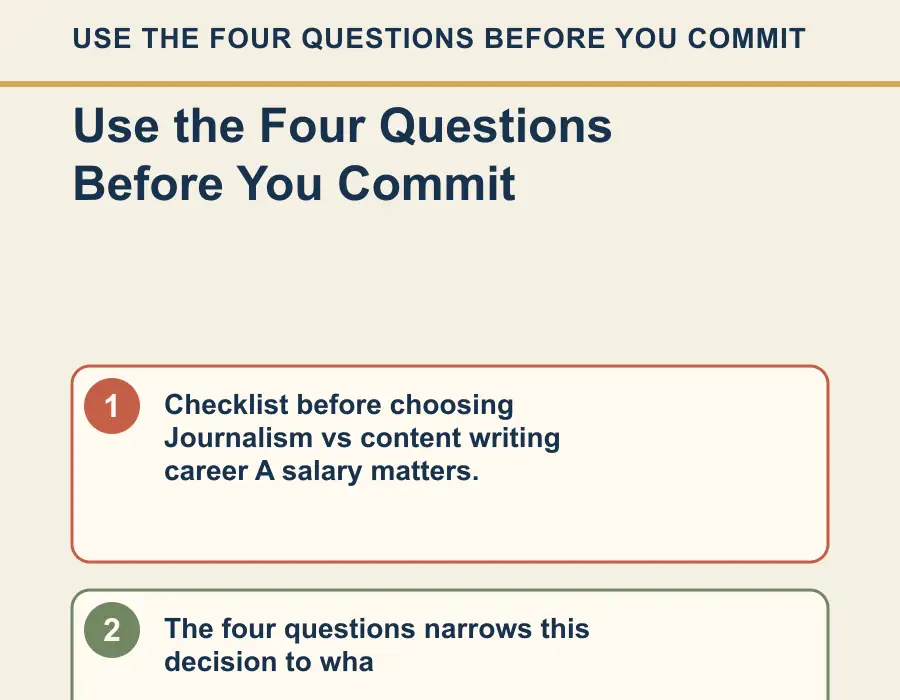 USE THE FOUR QUESTIONS BEFORE YOU COMMIT
Use the Four Questions
Before You Commit
1
Checklist before choosing
Journalism vs content writing
career A salary matters.
2
The four questions narrows this
decision to wha